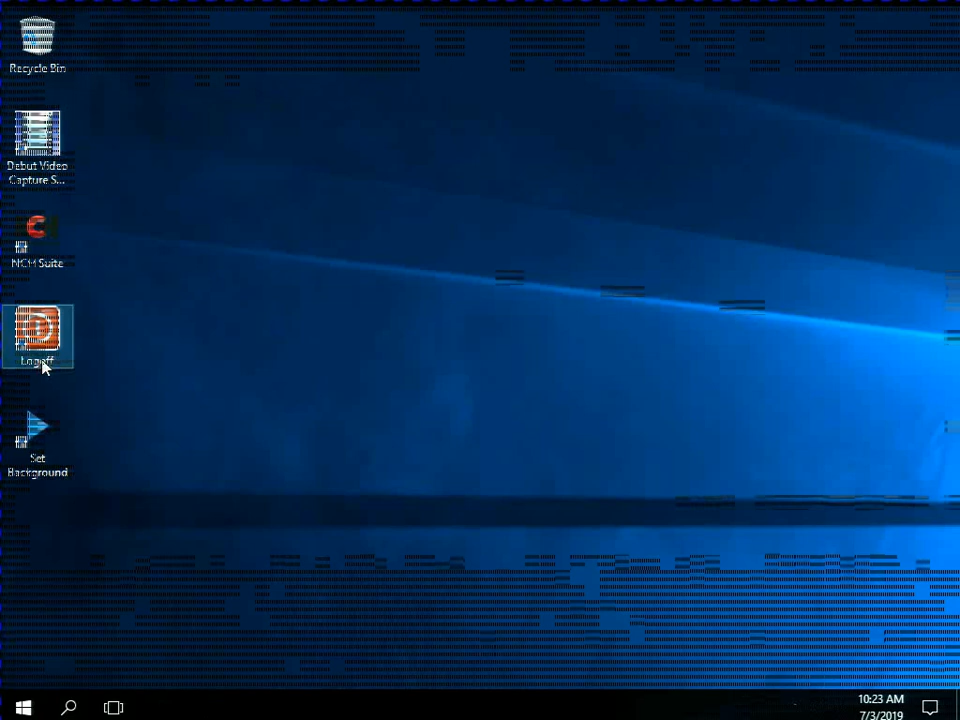 Recycle Bin
Debut Video
Capture S...
NCH Suite
Logoff
Set
Background
10:23 AM
7/3/2019